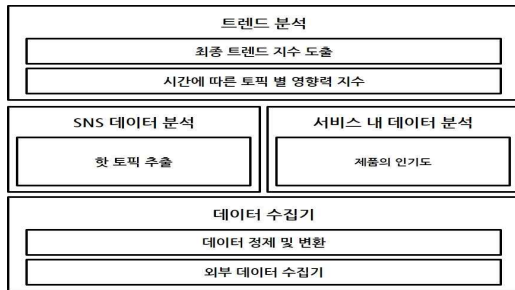 트렌드 분석
최종 트렌드 지수 도출
시간에 따른 토픽 별 영향력 지수
SNS 데이터 분석
핫 토픽 추출
서비스 내 데이터 분석
제품의 인기도
데이터 수집기
데이터 정제 및 변환
외부 데이터 수집기